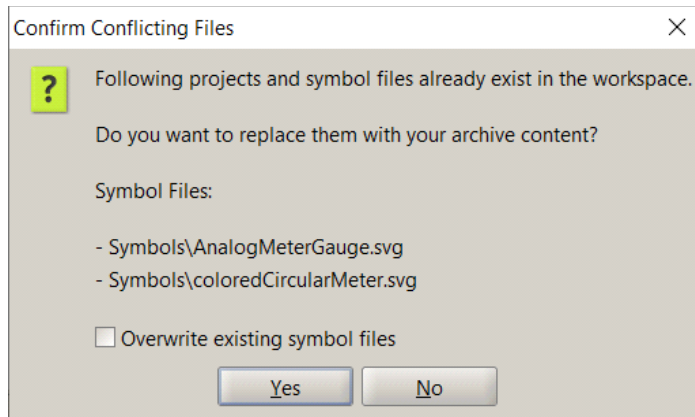 Confirm Conflicting Files
Following projects and symbol files already exist in the workspace.
Do you want to replace them with your archive content?
Symbol Files:
- Symbols\AnalogMeterGauge.svg
- Symbols\coloredCircularMeter.svg
Overwrite existing symbol files
Yes No